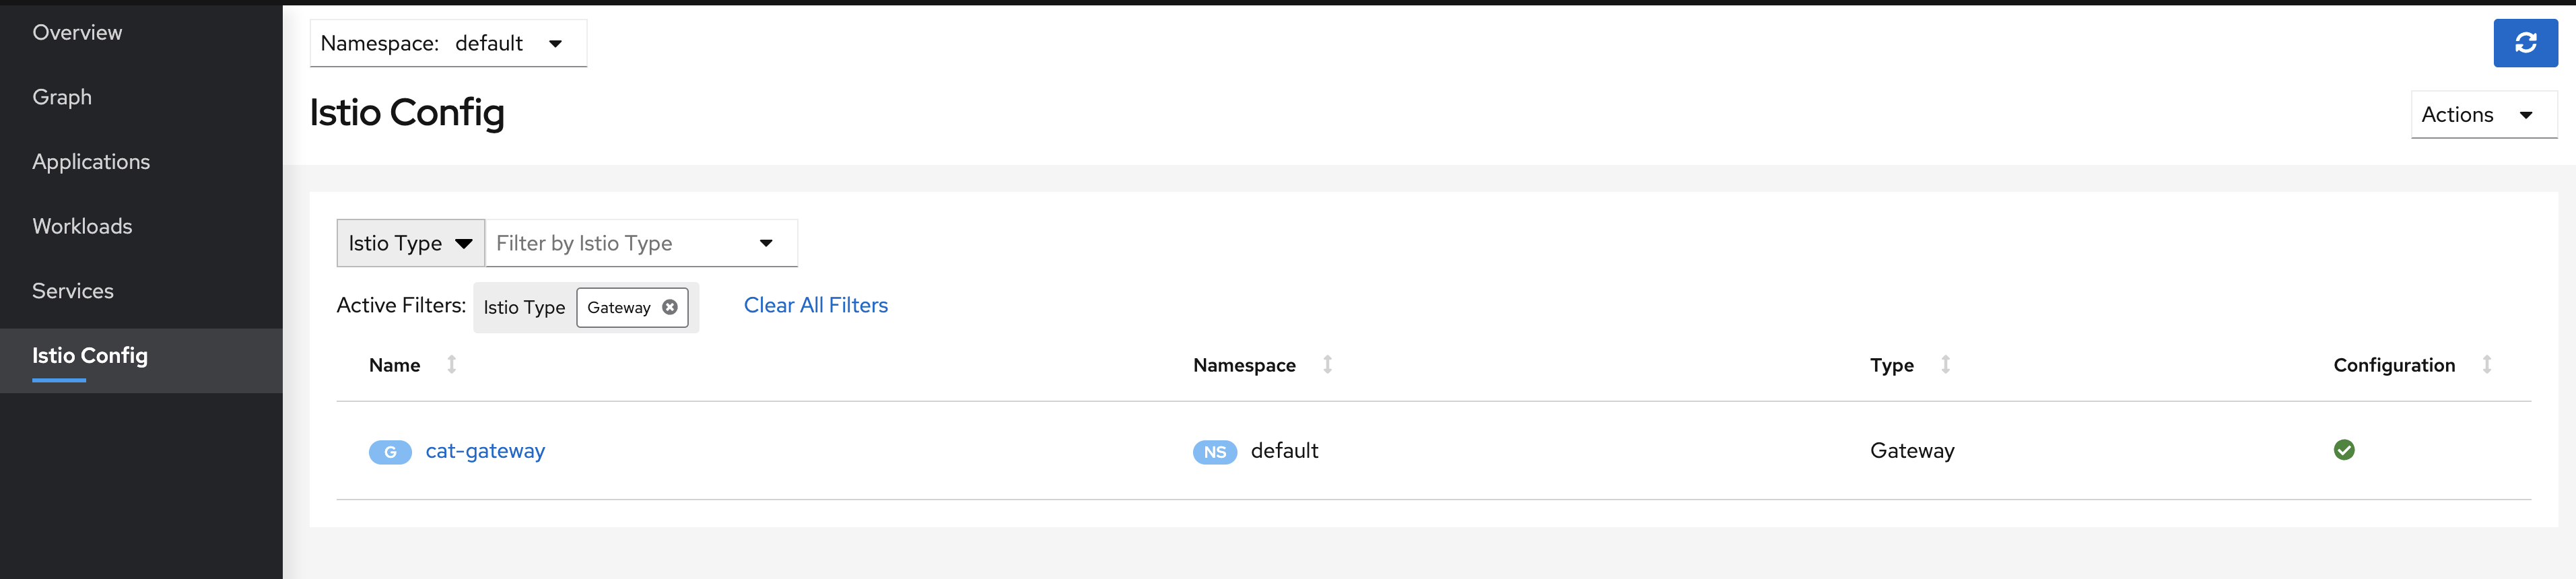 Overview
Graph
Applications
Workloads
Services
Istio Config
Namespace: default
Istio Config
Actions
Istio Type Filter by Istio Type
Active Filters: Istio Type Gateway Clear All Filters
Name Namespace Type Configuration
G cat-gateway NS default Gateway